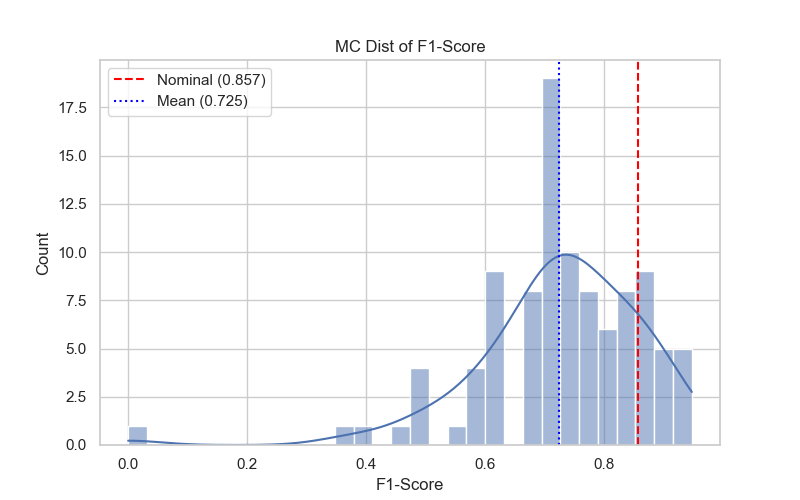 MC Dist of F1-Score
Nominal (0.857)
Mean (0.725)
17.5
15.0
12.5
10.0
7.5
5.0
2.5
0.0
Count
0.0 0.2 0.4 0.6 0.8
F1-Score